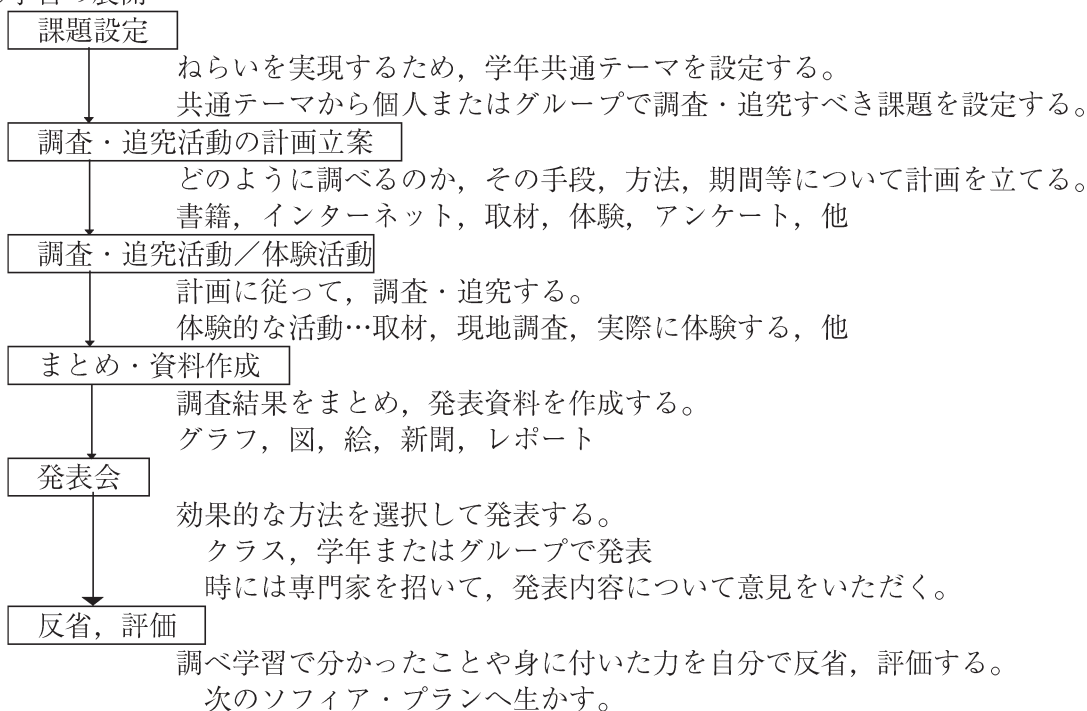 課題設定
ねらいを実現するため，学年共通テーマを設定する。
共通テーマから個人またはグループで調査・追究すべき課題を設定する。
調査・追究活動の計画立案
どのように調べるのか，その手段，方法，期間等について計画を立てる。
書籍，インターネット，取材，体験，アンケート，他
調査・追究活動／体験活動
計画に従って，調査・追究する。
体験的な活動…取材，現地調査，実際に体験する，他
まとめ・資料作成
調査結果をまとめ，発表資料を作成する。
グラフ，図，絵，新聞，レポート
発表会
効果的な方法を選択して発表する。
クラス，学年またはグループで発表
時には専門家を招いて，発表内容について意見をいただく。
反省，評価
調べ学習で分かったことや身に付いた力を自分で反省，評価する。
次のソフィア・プランへ生かす。